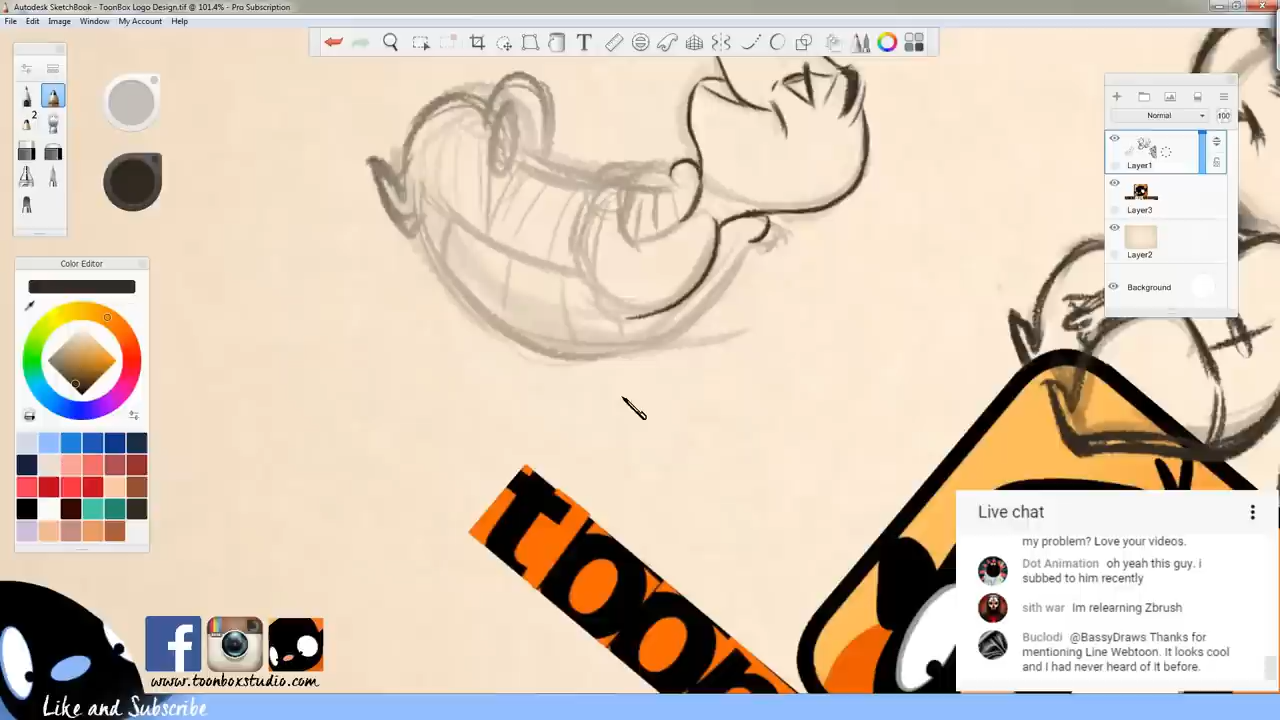 Autodesk SketchBook - ToonBox Logo Design.tif @ 101.4% - Pro Subscription
File Edit Image Window My Account Help
T
2
Normal 100
Layer1
Layer3
Layer2
Background
Color Editor
tboon
Live chat
my problem? Love your videos.
Dot Animation oh yeah this guy. i
subbed to him recently
sith war Im relearning Zbrush
Buclodi @BassyDraws Thanks for
mentioning Line Webtoon. It looks cool
and I had never heard of it before.
f
www.toonboxstudio.com
Like and Subscribe